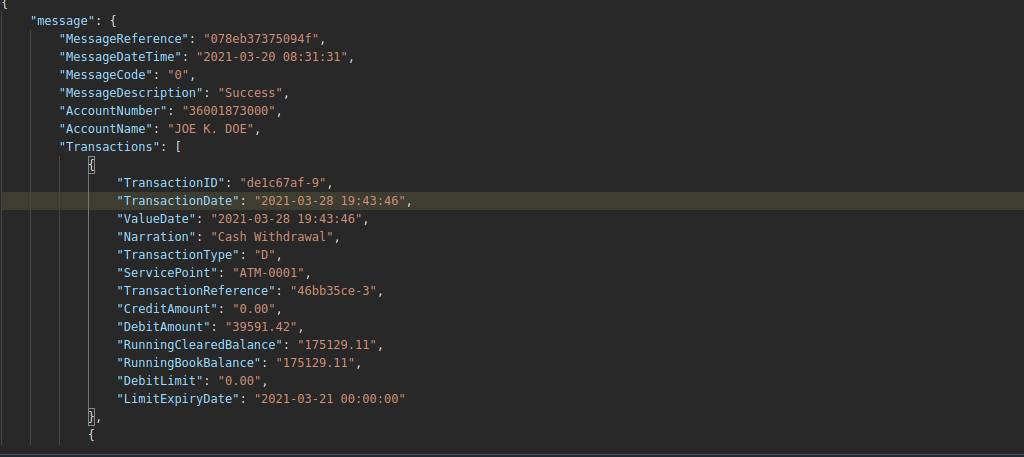 {
"message": {
"MessageReference": "078eb37375094f",
"MessageDateTime": "2021-03-20 08:31:31",
"MessageCode": "0",
"MessageDescription": "Success",
"AccountNumber": "36001873000",
"AccountName": "JOE K. DOE",
"Transactions": [
{
"TransactionID": "de1c67af-9",
"TransactionDate": "2021-03-28 19:43:46",
"ValueDate": "2021-03-28 19:43:46",
"Narration": "Cash Withdrawal",
"TransactionType": "D",
"ServicePoint": "ATM-0001",
"TransactionReference": "46bb35ce-3",
"CreditAmount": "0.00",
"DebitAmount": "39591.42",
"RunningClearedBalance": "175129.11",
"RunningBookBalance": "175129.11",
"DebitLimit": "0.00",
"LimitExpiryDate": "2021-03-21 00:00:00"
},
{